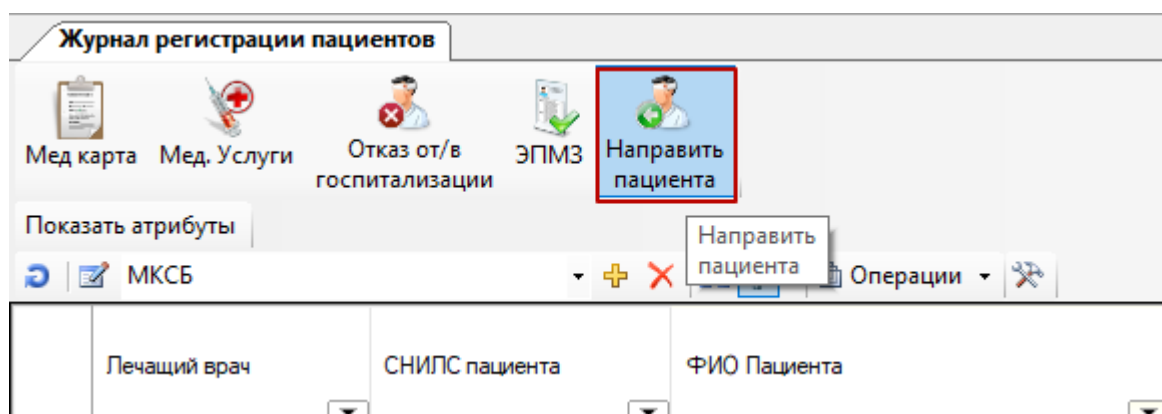 Журнал регистрации пациентов
Мед карта
Мед. Услуги
Отказ от/в
госпитализации
ЭПМЗ
Направить
пациента
Показать атрибуты
Направить
пациента
МКСБ
Операции
Лечащий врач
СНИЛС пациента
ФИО Пациента